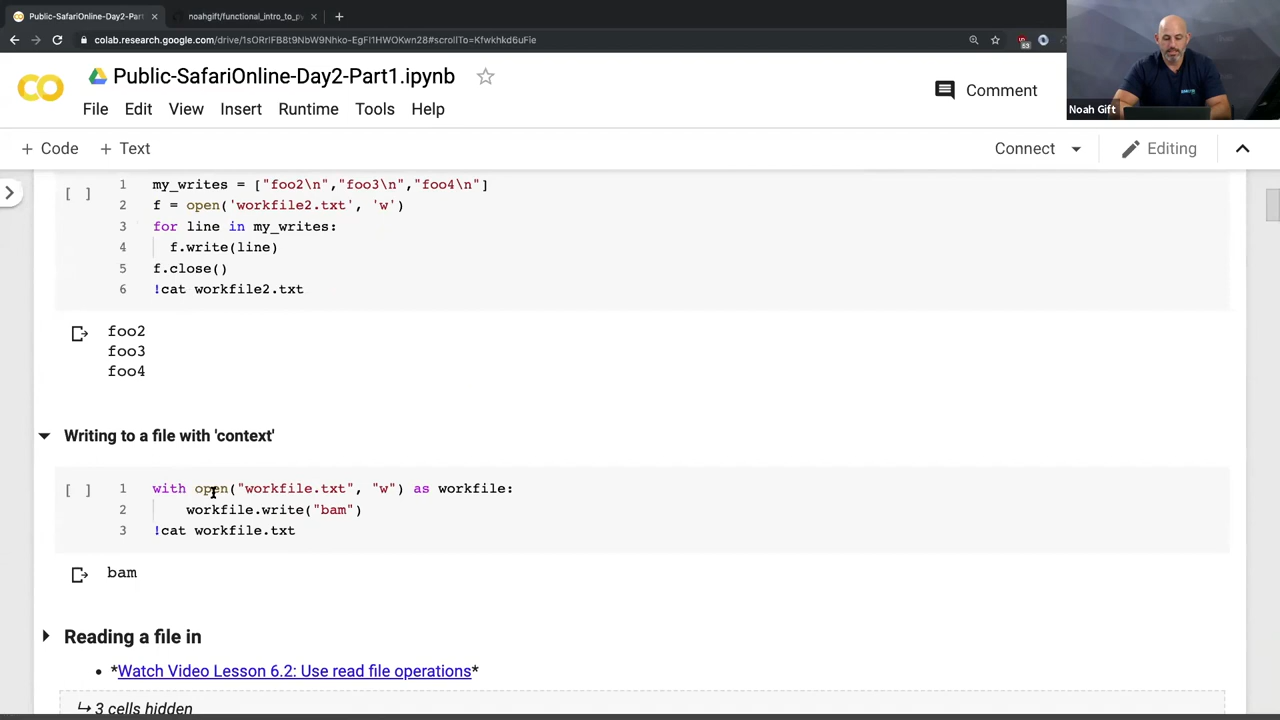 Public-SafariOnline-Day2-Part
noahgift/functional_intro_to_py
colab.research.google.com/drive/1sORrIFB8t9NbW9Nhko-EgFI1HWOKwn28#scrollTo=Kfwkhkd6uFie
Public-SafariOnline-Day2-Part1.ipynb
Comment
Noah Gift
File Edit View Insert Runtime Tools Help
+ Code + Text
Connect
Editing
[ ]
1 my_writes = ["foo2\n","foo3\n","foo4\n"]
2 f = open('workfile2.txt', 'w')
3 for line in my_writes:
4 f.write(line)
5 f.close()
6 !cat workfile2.txt
foo2
foo3
foo4
Writing to a file with 'context'
[ ]
1 with open("workfile.txt", "w") as workfile:
2 workfile.write("bam")
3 !cat workfile.txt
bam
Reading a file in
• *Watch Video Lesson 6.2: Use read file operations*
↳ 3 cells hidden